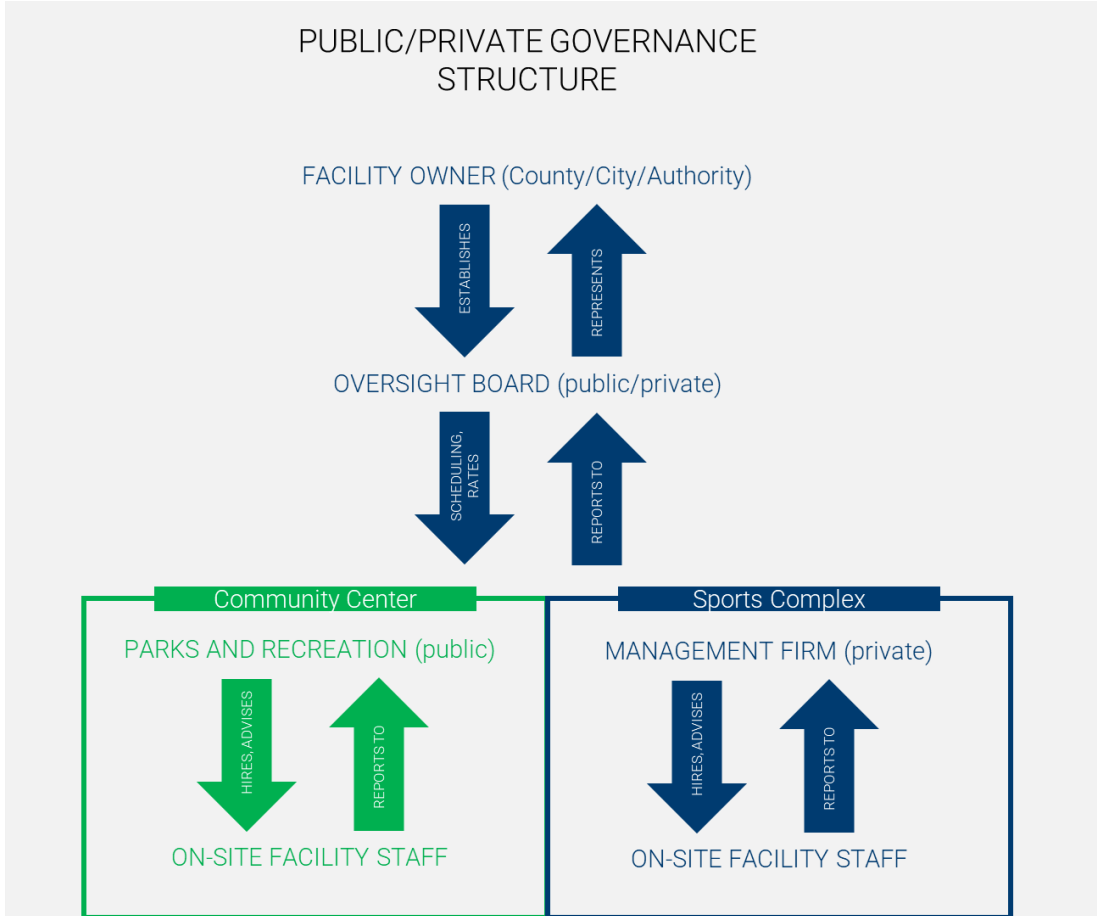 PUBLIC/PRIVATE GOVERNANCE
STRUCTURE
FACILITY OWNER (County/City/Authority)
ESTABLISHES
REPRESENTS
OVERSIGHT BOARD (public/private)
SCHEDULING,
RATES
REPORTS TO
Community Center
Sports Complex
PARKS AND RECREATION (public)
MANAGEMENT FIRM (private)
HIRES, ADVISES
REPORTS TO
HIRES, ADVISES
REPORTS TO
ON-SITE FACILITY STAFF
ON-SITE FACILITY STAFF